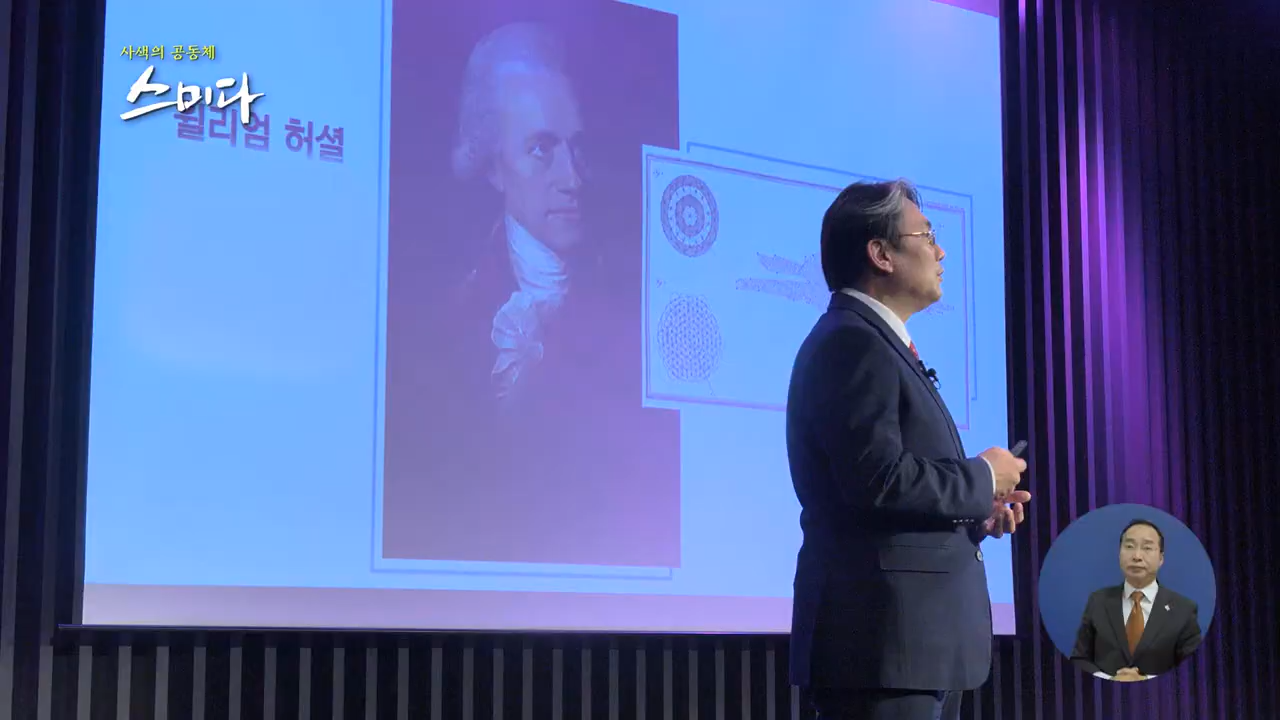 사색의 공동체
스미다
윌리엄 허셜